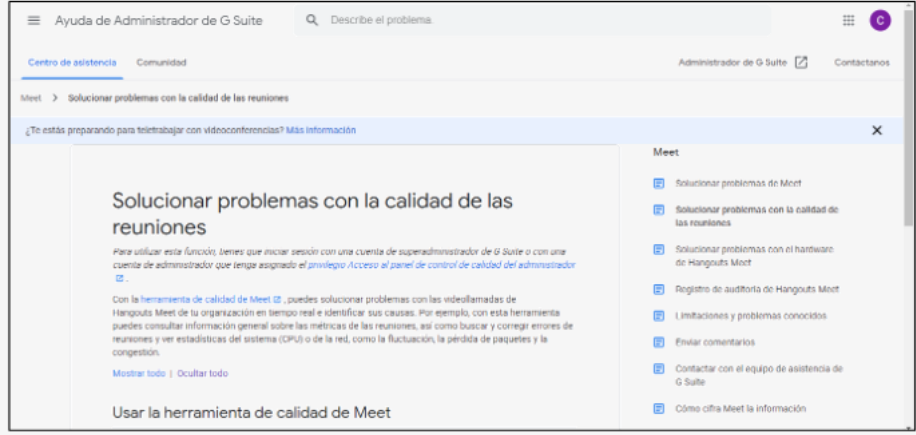 Ayuda de Administrador de G Suite
Describe el problema.
C
Centro de asistencia
Comunidad
Administrador de G Suite
Contáctanos
Meet > Solucionar problemas con la calidad de las reuniones
¿Te estás preparando para teletrabajar con videoconferencias? Más información
Solucionar problemas con la calidad de las
reuniones
Para utilizar esta función, tienes que iniciar sesión con una cuenta de superadministrador de G Suite o con una
cuenta de administrador que tenga asignado el privilegio Acceso al panel de control de calidad del administrador
.
Con la herramienta de calidad de Meet , puedes solucionar problemas con las videollamadas de
Hangouts Meet de tu organización en tiempo real e identificar sus causas. Por ejemplo, con esta herramienta
puedes consultar información general sobre las métricas de las reuniones, así como buscar y corregir errores de
reuniones y ver estadísticas del sistema (CPU) o de la red, como la fluctuación, la pérdida de paquetes y la
congestión.
Mostrar todo | Ocultar todo
Usar la herramienta de calidad de Meet
Meet
Solucionar problemas de Meet
Solucionar problemas con la calidad de
las reuniones
Solucionar problemas con el hardware
de Hangouts Meet
Registro de auditoría de Hangouts Meet
Limitaciones y problemas conocidos
Enviar comentarios
Contactar con el equipo de asistencia de
G Suite
Cómo cifra Meet la información